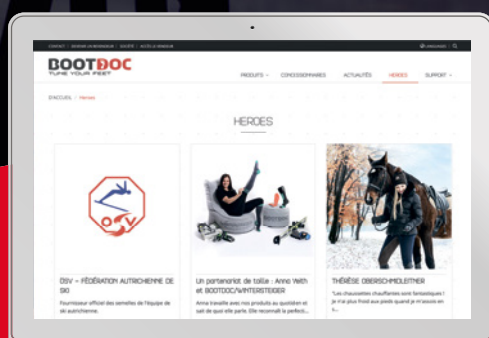 CONTACT | DEVENIR UN REVENDEUR | SOCIÉTÉ | ACCÈS LE VENDEUR
LANGUAGES
BOOTDOC
TUNE YOUR FEET
PRODUITS CONCESSIONNAIRES ACTUALITÉS HEROES SUPPORT
D'ACCUEIL / Heroes
HEROES
ÖSV
ÖSV – FÉDÉRATION AUTRICHIENNE DE
SKI
Fournisseur officiel des semelles de l'équipe de
ski autrichienne.
Un partenariat de taille : Anna Veith
et BOOTDOC/WINTERSTEIGER
Anna travaille avec nos produits au quotidien et
sait de quoi elle parle. Elle reconnaît la perfecti...
THÉRÈSE OBERSCHMIDLEITNER
"Les chaussettes chauffantes sont fantastiques !
Je n'ai plus froid aux pieds quand je m'assois en
s...